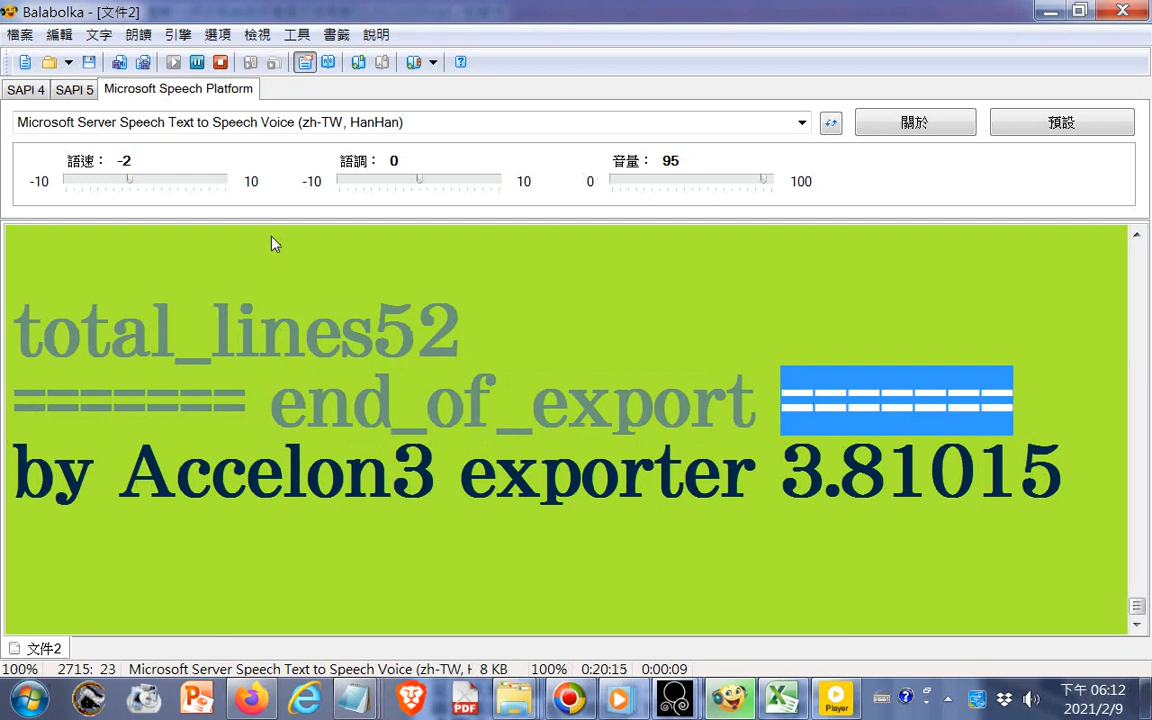 Balabolka - [文件2]
檔案 編輯 文字 朗讀 引擎 選項 檢視 工具 書籤 說明
SAPI 4 SAPI 5 Microsoft Speech Platform
Microsoft Server Speech Text to Speech Voice (zh-TW, HanHan) 關於 預設
語速： -2 語調： 0 音量： 95
-10 10 -10 10 0 100
total_lines52
======= end_of_export =======
by Accelon3 exporter 3.81015
文件2
100% 2715: 23 Microsoft Server Speech Text to Speech Voice (zh-TW, H 8 KB 100% 0:20:15 0:00:09
下午 06:12
2021/2/9
PDF
Player